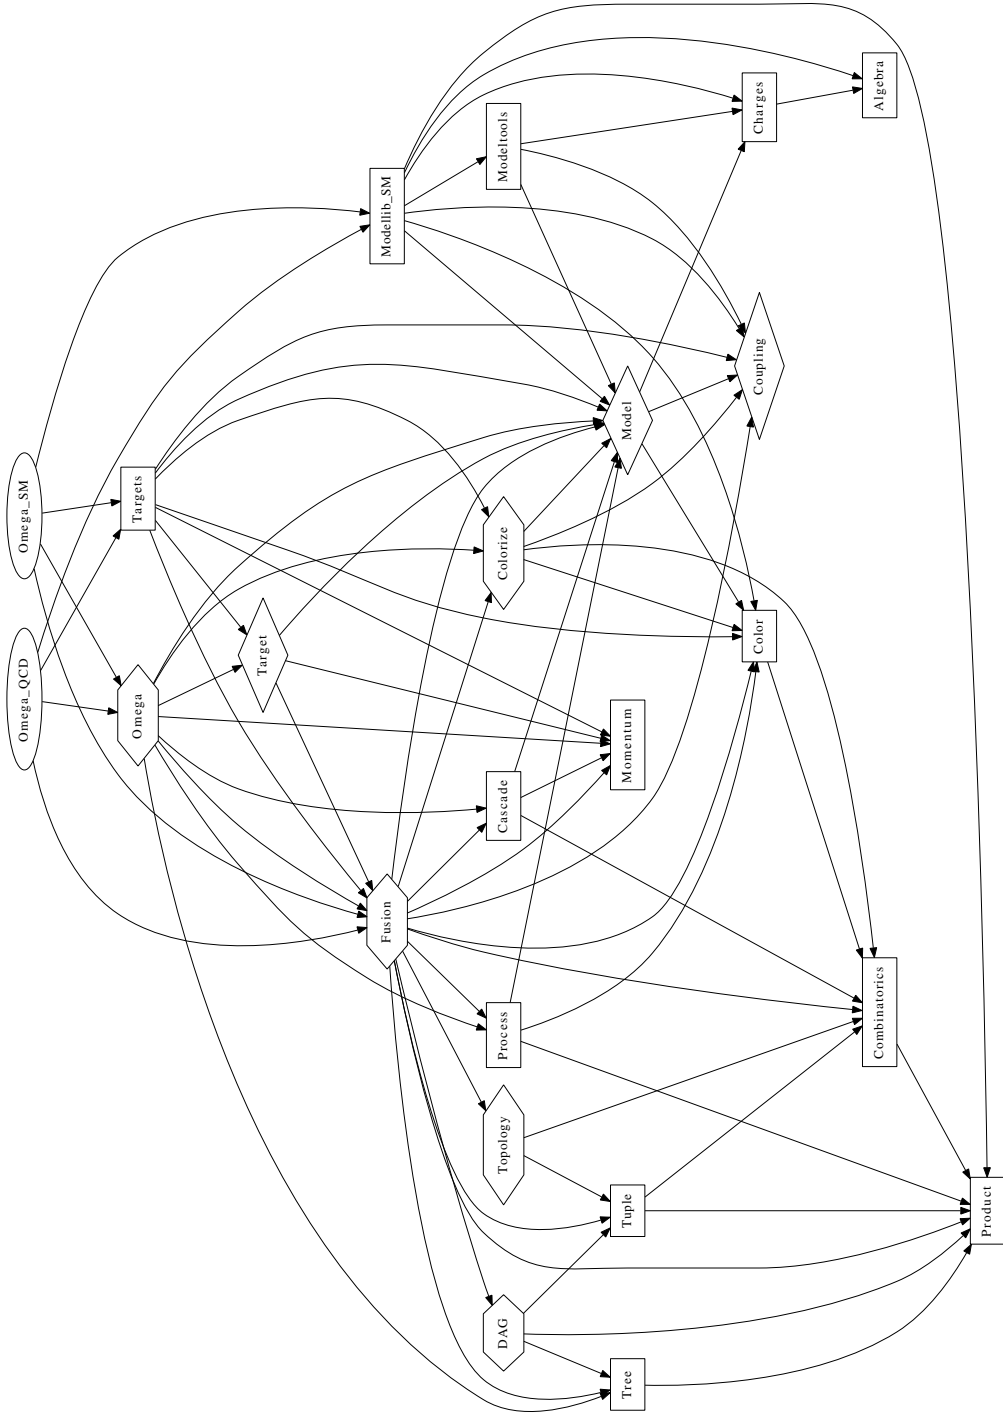 Omega_QCD
Omega_SM
Omega
Targets
Target
Fusion
Modellib_SM
DAG
Topology
Process
Cascade
Colorize
Modeltools
Tree
Tuple
Momentum
Model
Color
Coupling
Charges
Combinatorics
Algebra
Product